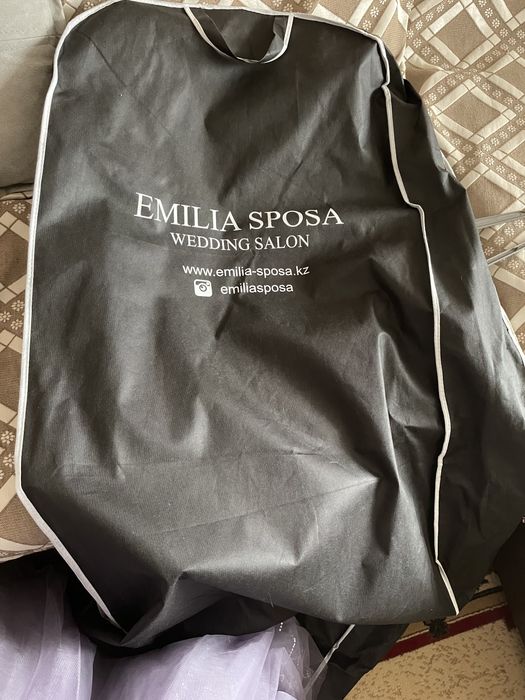 EMILIA SPOSA
WEDDING SALON
www.emilia-sposa.kz
emiliasposa